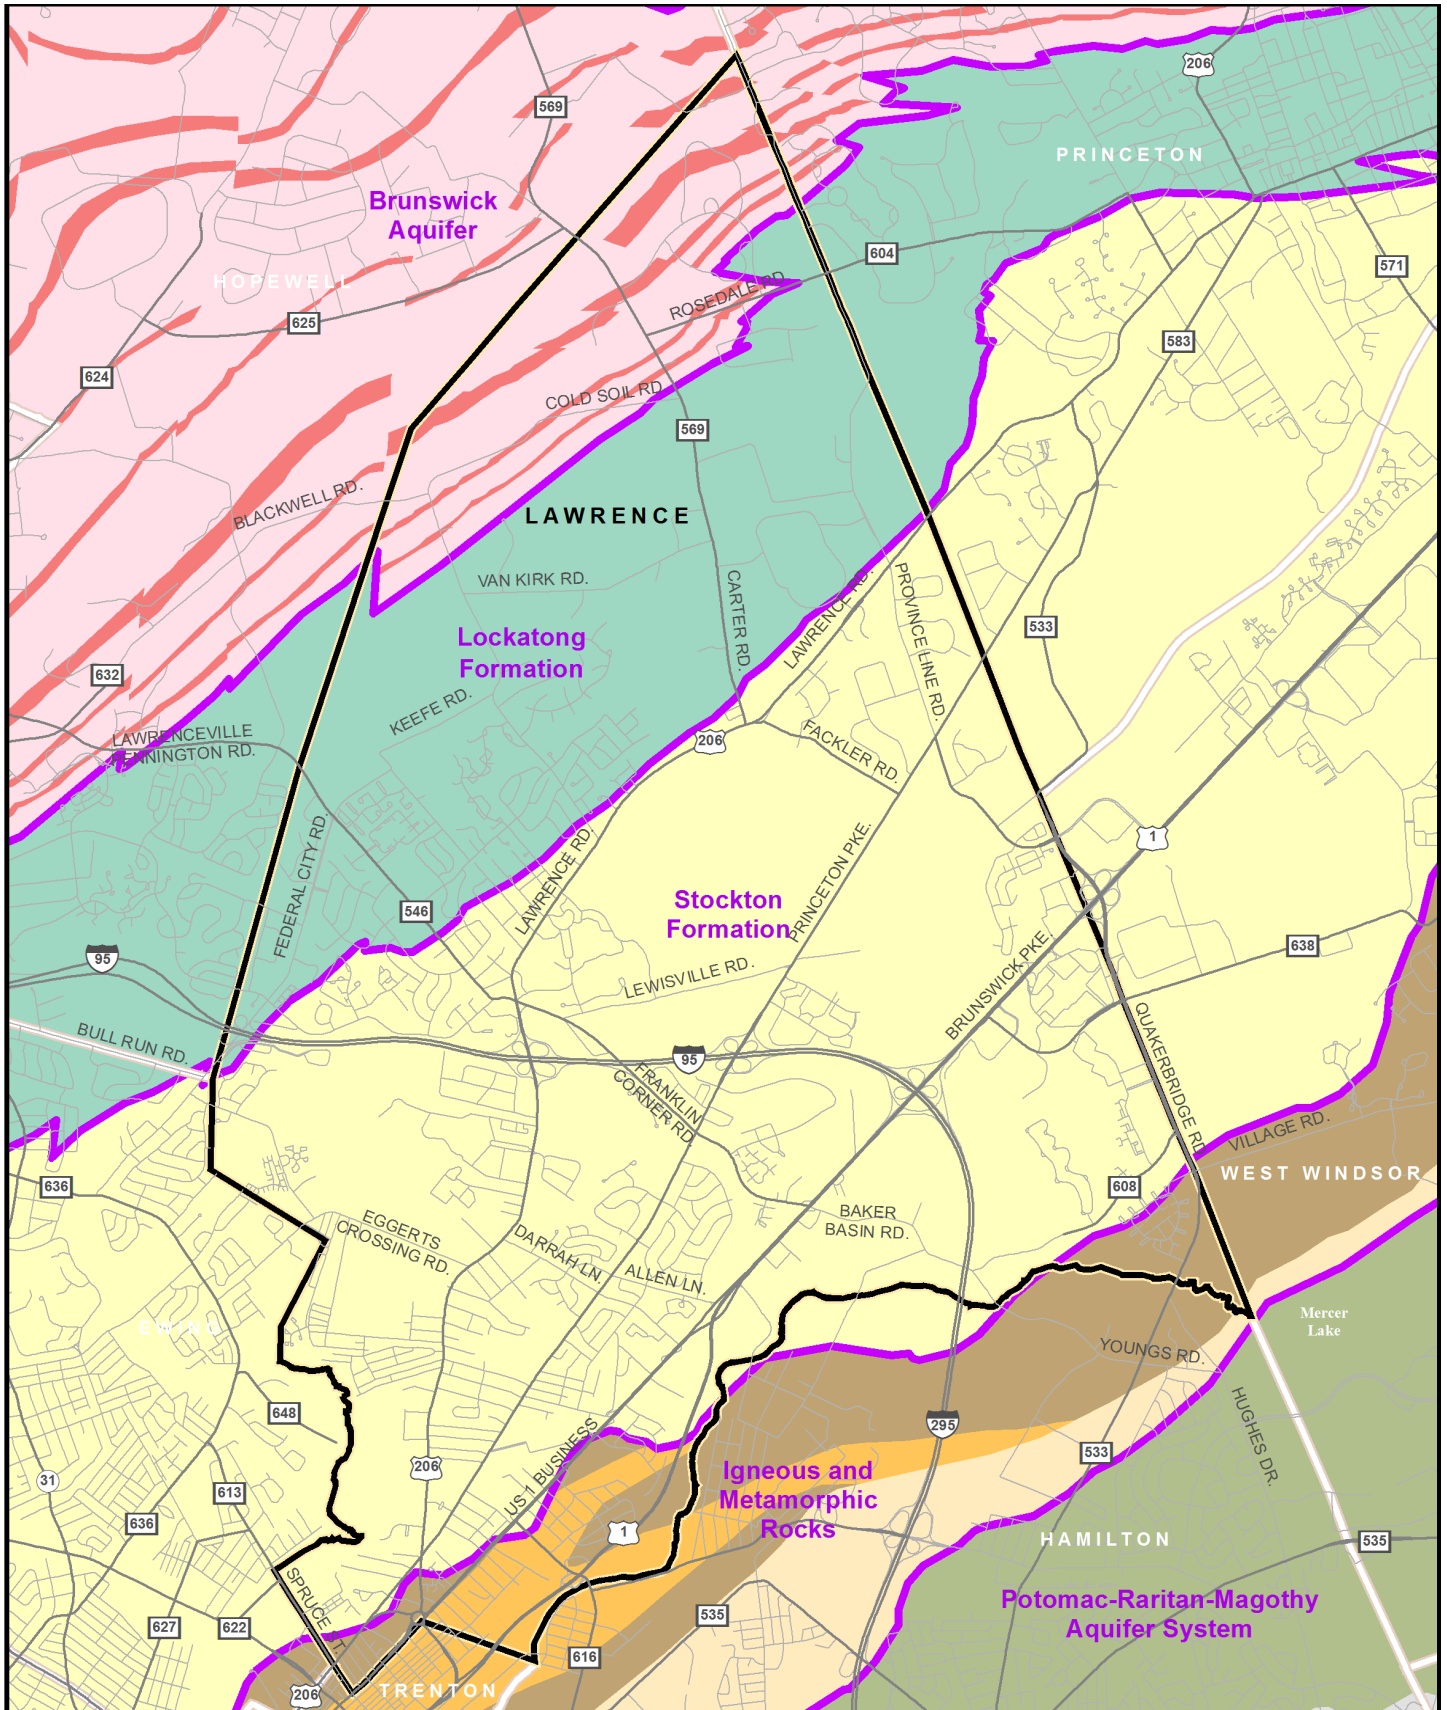 206
PRINCETON
569
Brunswick
Aquifer
HOPEWELL
604
571
ROSEDALE RD.
625
583
624
COLD SOIL RD.
569
BLACKWELL RD.
LAWRENCE
VAN KIRK RD.
CARTER RD.
LAWRENCE RD.
PROVINCE LINE RD.
533
Lockatong
Formation
632
KEEFE RD.
LAWRENCEVILLE
PENNINGTON RD.
206
FACKLER RD.
1
FEDERAL CITY RD.
LAWRENCE RD.
PRINCETON PKE.
Stockton
Formation
546
638
95
LEWISVILLE RD.
BRUNSWICK PKE.
QUAKERBRIDGE RD.
BULL RUN RD.
95
FRANKLIN
CORNER RD.
VILLAGE RD.
WEST WINDSOR
636
608
EGGERTS
CROSSING RD.
BAKER
BASIN RD.
DARRAH LN.
ALLEN LN.
Mercer
Lake
EWING
YOUNGS RD.
648
HUGHES DR.
295
533
206
US 1 BUSINESS
Igneous and
Metamorphic
Rocks
31
613
636
1
HAMILTON
535
SPRUCE ST.
Potomac-Raritan-Magothy
Aquifer System
535
627
622
616
206
TRENTON